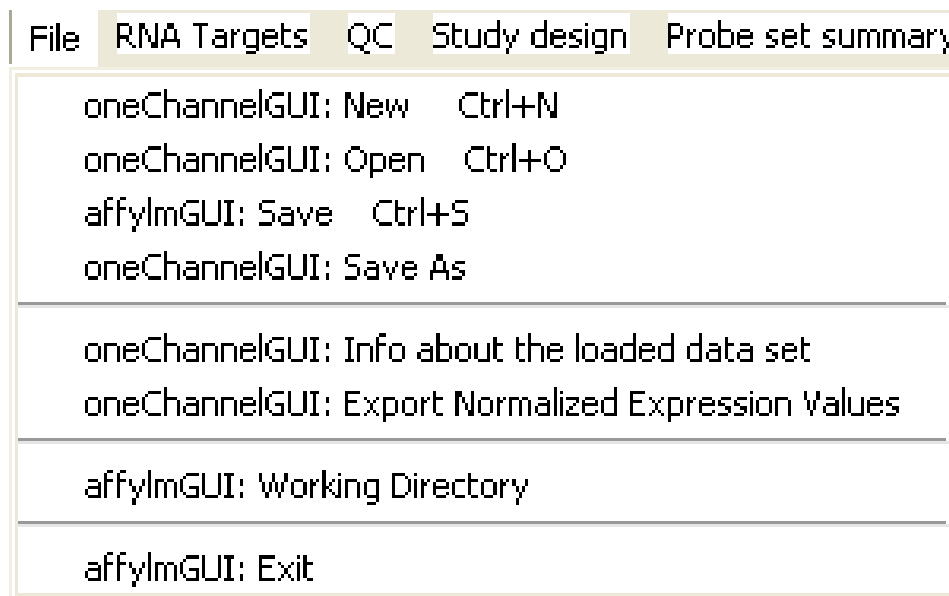 File RNA Targets QC Study design Probe set summary
oneChannelGUI: New Ctrl+N
oneChannelGUI: Open Ctrl+O
affylmGUI: Save Ctrl+S
oneChannelGUI: Save As
oneChannelGUI: Info about the loaded data set
oneChannelGUI: Export Normalized Expression Values
affylmGUI: Working Directory
affylmGUI: Exit